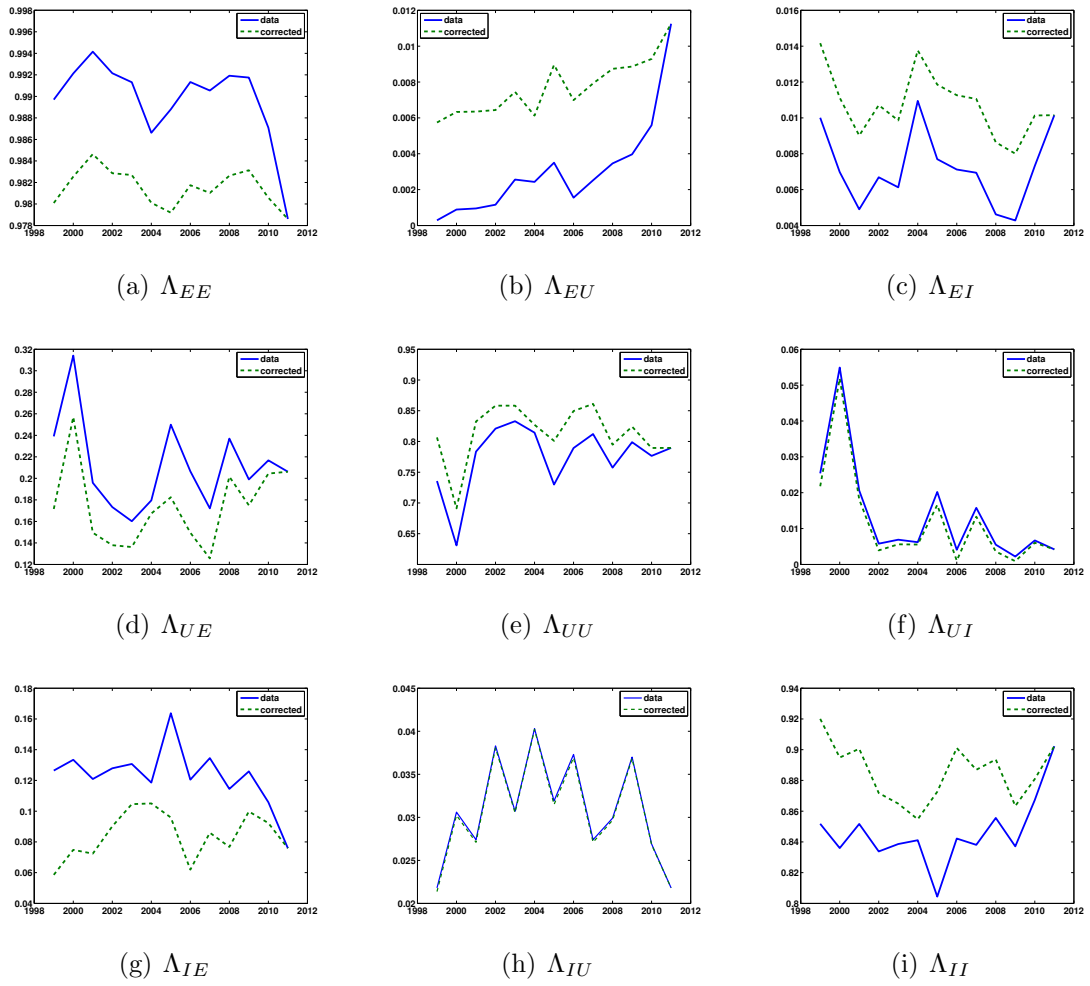 0.998
0.996
0.994
0.992
0.99
0.988
0.986
0.984
0.982
0.98
0.978
data
corrected
1998 2000 2002 2004 2006 2008 2010 2012
(a) Λ_EE
0.012
0.01
0.008
0.006
0.004
0.002
0
data
corrected
1998 2000 2002 2004 2006 2008 2010 2012
(b) Λ_EU
0.016
0.014
0.012
0.01
0.008
0.006
0.004
data
corrected
1998 2000 2002 2004 2006 2008 2010 2012
(c) Λ_EI
0.32
0.3
0.28
0.26
0.24
0.22
0.2
0.18
0.16
0.14
0.12
data
corrected
1998 2000 2002 2004 2006 2008 2010 2012
(d) Λ_UE
0.95
0.9
0.85
0.8
0.75
0.7
0.65
data
corrected
1998 2000 2002 2004 2006 2008 2010 2012
(e) Λ_UU
0.06
0.05
0.04
0.03
0.02
0.01
0
data
corrected
1998 2000 2002 2004 2006 2008 2010 2012
(f) Λ_UI
0.18
0.16
0.14
0.12
0.1
0.08
0.06
0.04
data
corrected
1998 2000 2002 2004 2006 2008 2010 2012
(g) Λ_IE
0.045
0.04
0.035
0.03
0.025
0.02
data
corrected
1998 2000 2002 2004 2006 2008 2010 2012
(h) Λ_IU
0.94
0.92
0.9
0.88
0.86
0.84
0.82
0.8
data
corrected
1998 2000 2002 2004 2006 2008 2010 2012
(i) Λ_II